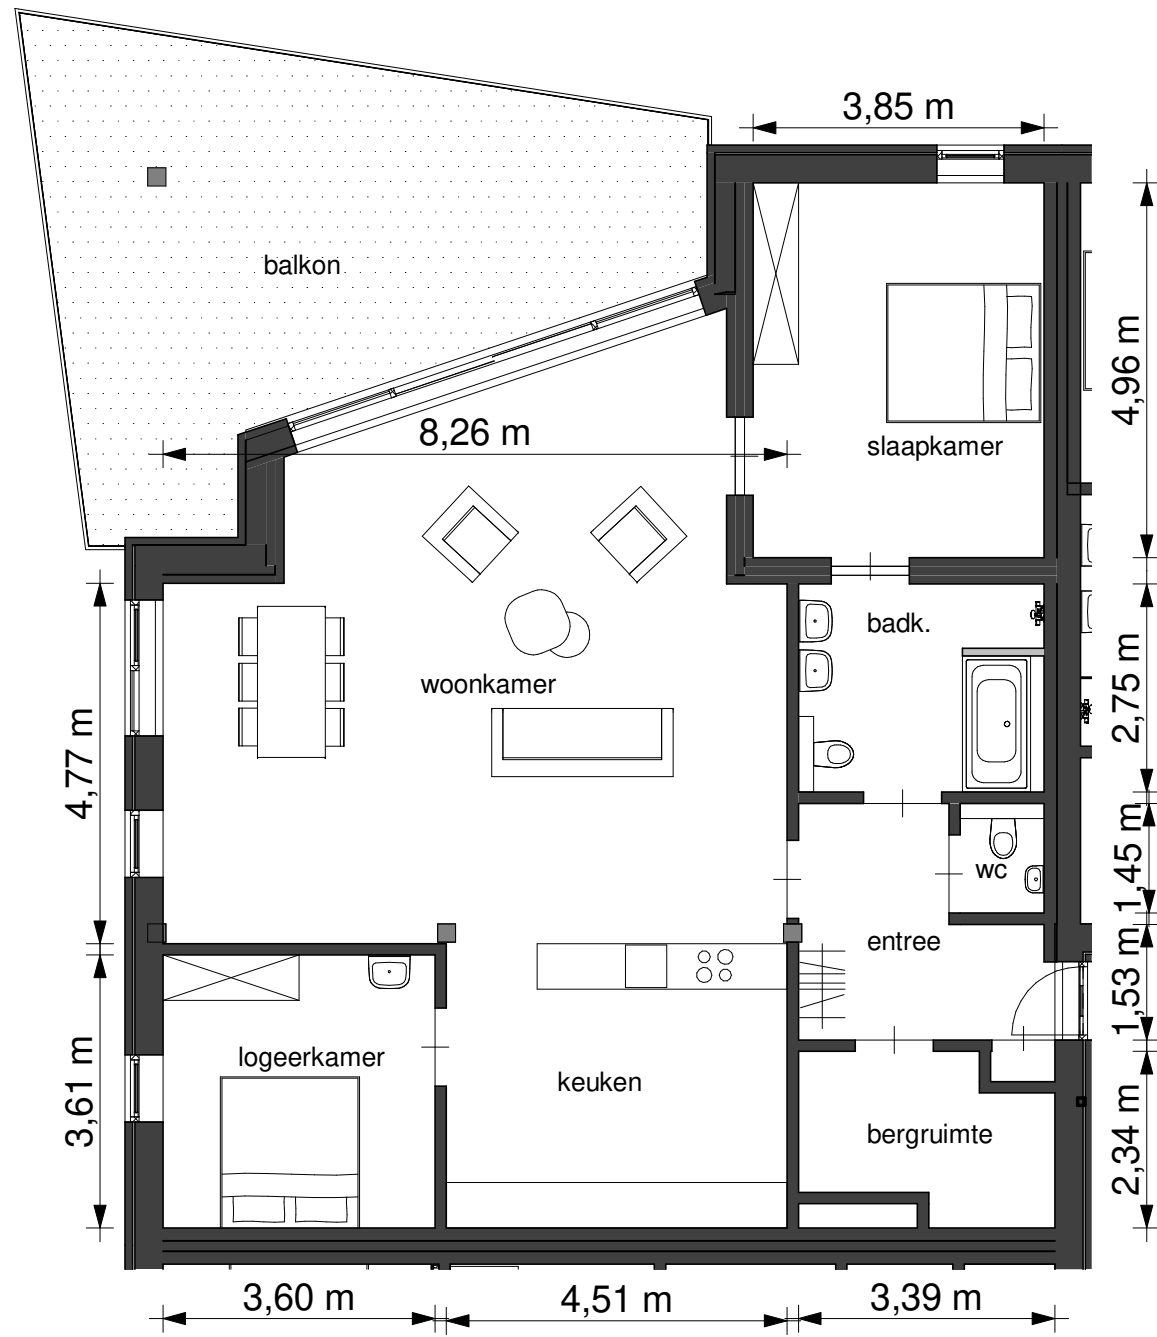 3,85 m
balkon
4,96 m
8,26 m
slaapkamer
badk.
woonkamer
2,75 m
4,77 m
1,45 m
wc
entree
1,53 m
logeerkamer
keuken
3,61 m
bergruimte
2,34 m
3,60 m
4,51 m
3,39 m